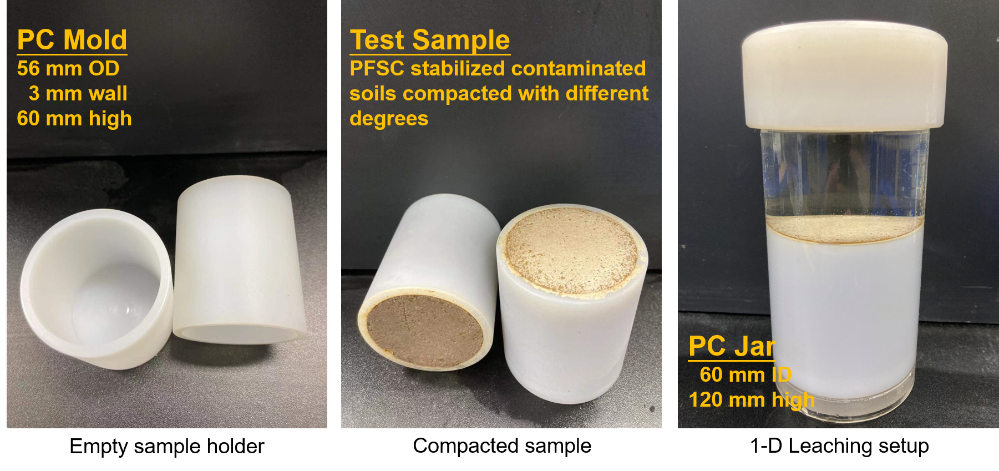 PC Mold
56 mm OD
3 mm wall
60 mm high
Empty sample holder
Test Sample
PFSC stabilized contaminated
soils compacted with different
degrees
Compacted sample
PC Jar
60 mm ID
120 mm high
1-D Leaching setup